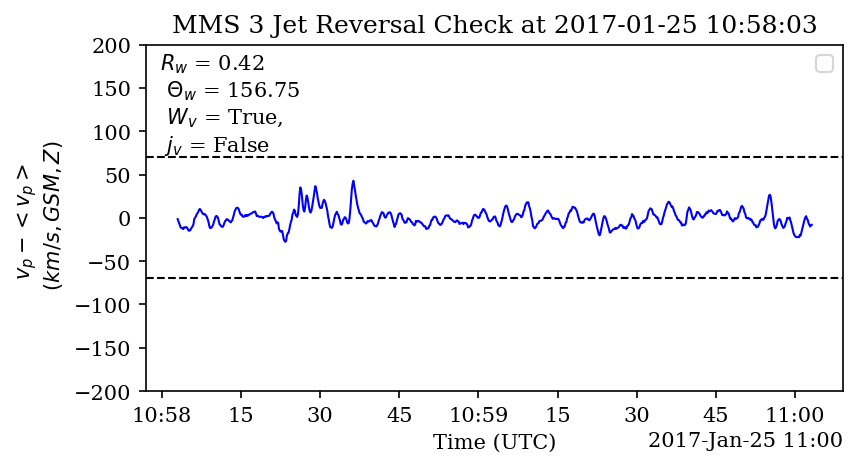 MMS 3 Jet Reversal Check at 2017-01-25 10:58:03
R_w = 0.42
Θ_w = 156.75
W_v = True,
j_v = False
v_p − < v_p >
(km/s, GSM, Z)
200
150
100
50
0
−50
−100
−150
−200
10:58 15 30 45 10:59 15 30 45 11:00
Time (UTC)
2017-Jan-25 11:00